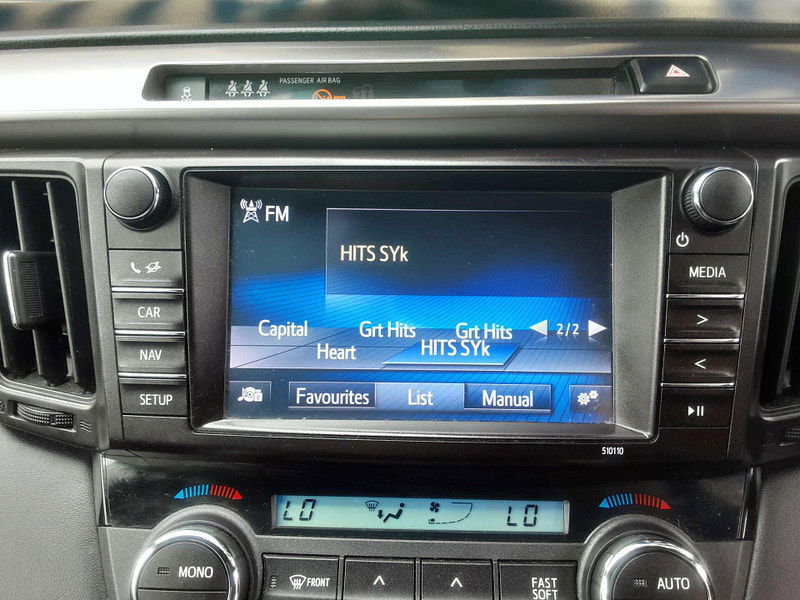 PASSENGER AIR BAG
FM
HITS SYk
Capital Grt Hits Grt Hits 2/2
Heart HITS SYk
Favourites List Manual
CAR
NAV
SETUP
MEDIA
>
<
510110
LO LO
MONO
FRONT
FAST
SOFT
AUTO